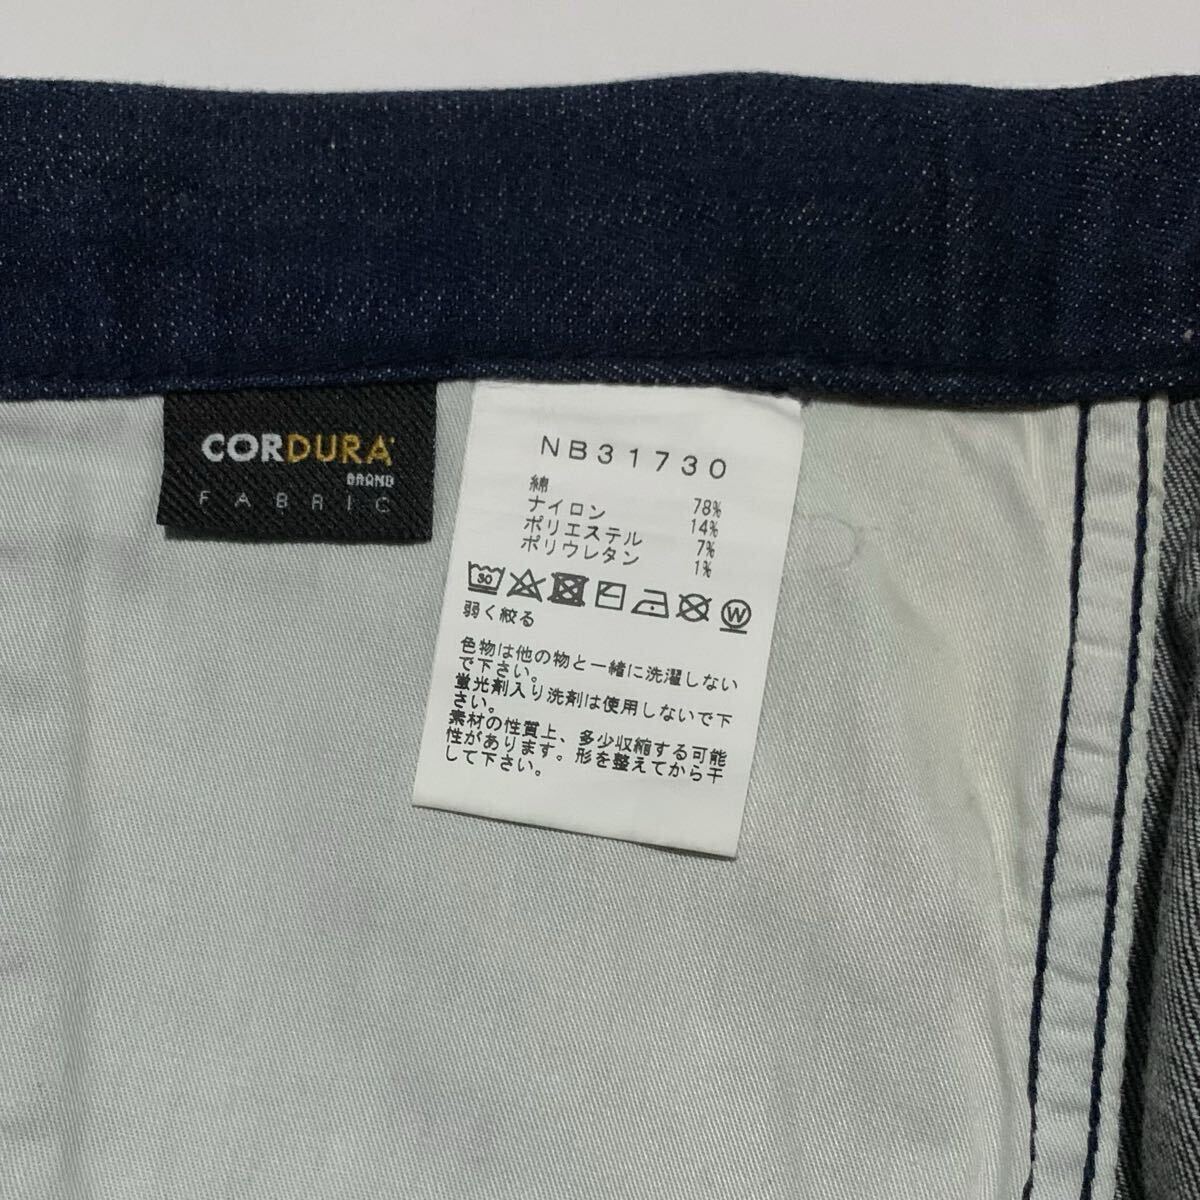 CORDURA
BRAND
FABRIC
NB31730
綿 78%
ナイロン 14%
ポリエステル 7%
ポリウレタン 1%
30 W
弱く絞る
色物は他の物と一緒に洗濯しない
で下さい。
蛍光剤入り洗剤は使用しないで下
さい。
素材の性質上、多少収縮する可能
性があります。形を整えてから干
して下さい。